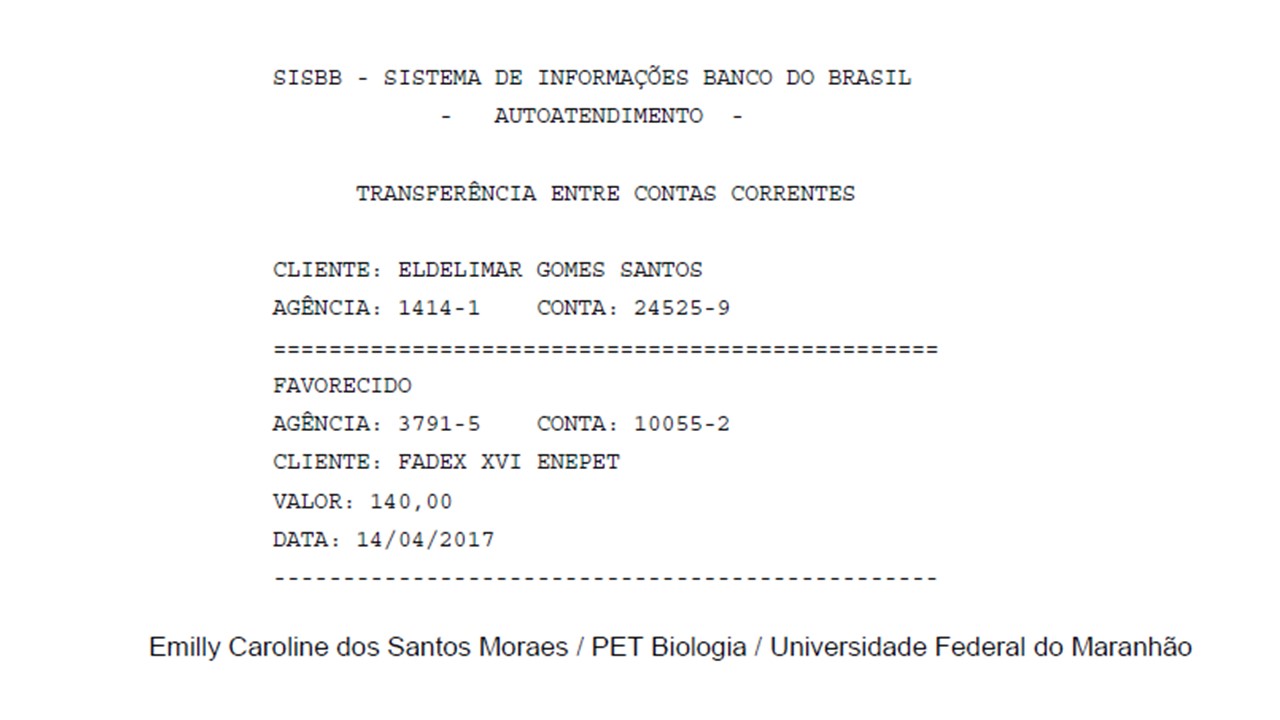 SISBB - SISTEMA DE INFORMAÇÕES BANCO DO BRASIL
- AUTOATENDIMENTO -
TRANSFERÊNCIA ENTRE CONTAS CORRENTES
CLIENTE: ELDELIMAR GOMES SANTOS
AGÊNCIA: 1414-1 CONTA: 24525-9
================================================
FAVORECIDO
AGÊNCIA: 3791-5 CONTA: 10055-2
CLIENTE: FADEX XVI ENEPET
VALOR: 140,00
DATA: 14/04/2017
------------------------------------------------
Emilly Caroline dos Santos Moraes / PET Biologia / Universidade Federal do Maranhão